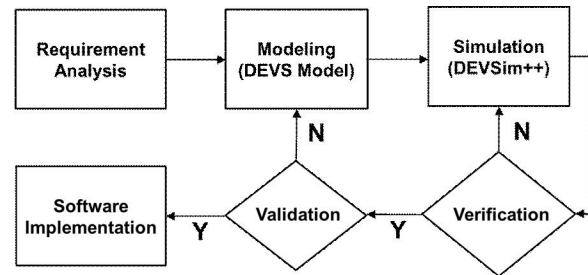 Requirement
Analysis
Modeling
(DEVS Model)
Simulation
(DEVSim++)
N
N
Software
Implementation
Y
Validation
Y
Verification